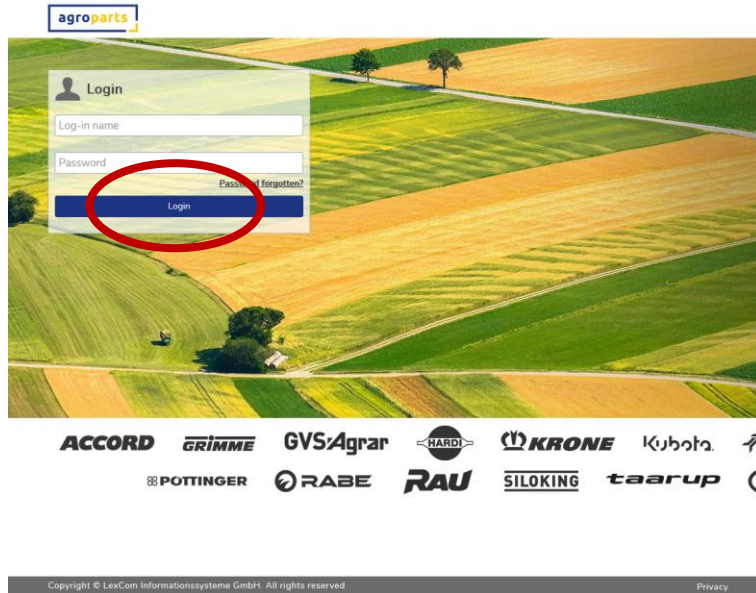 agroparts
Login
Log-in name
Password
Password forgotten?
Login
ACCORD GRIMME GVS:Agrar HARDI KRONE Kubota
PÖTTINGER RABE RAU SILOKING taarup
Copyright © LexCom Informationssysteme GmbH. All rights reserved Privacy